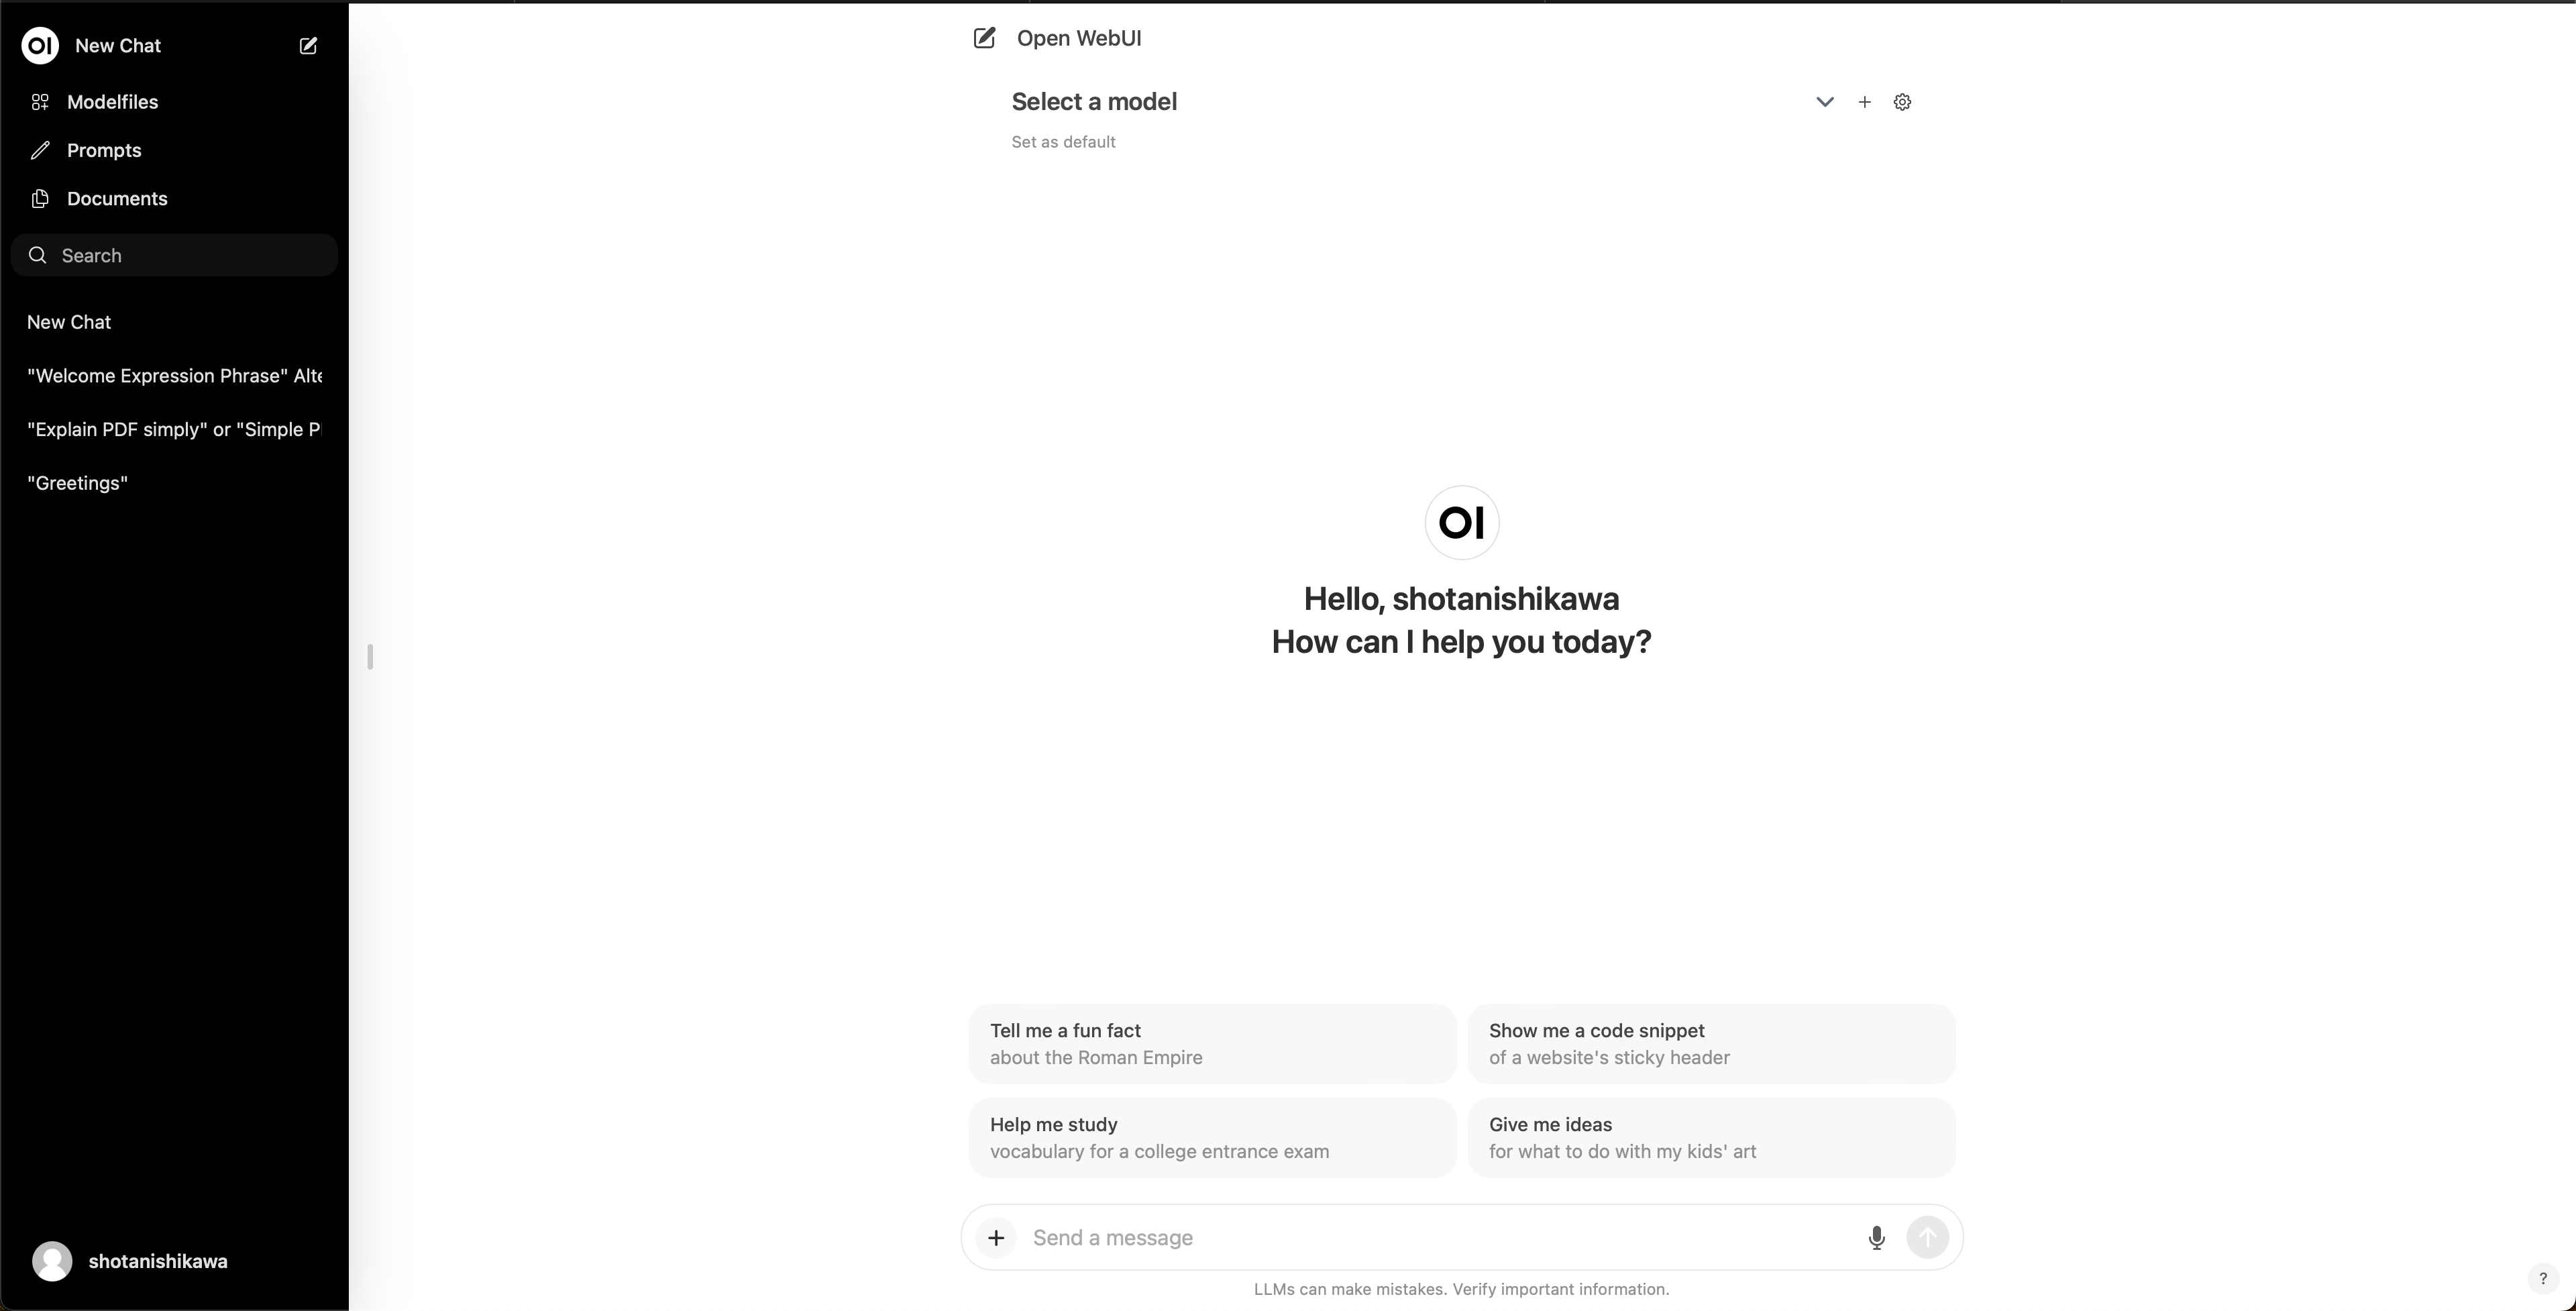 OI New Chat
Modelfiles
Prompts
Documents
Search
New Chat
"Welcome Expression Phrase" Alte
"Explain PDF simply" or "Simple P
"Greetings"
shotanishikawa
Open WebUI
Select a model
Set as default
OI
Hello, shotanishikawa
How can I help you today?
Tell me a fun fact
about the Roman Empire
Show me a code snippet
of a website's sticky header
Help me study
vocabulary for a college entrance exam
Give me ideas
for what to do with my kids' art
Send a message
LLMs can make mistakes. Verify important information.
?